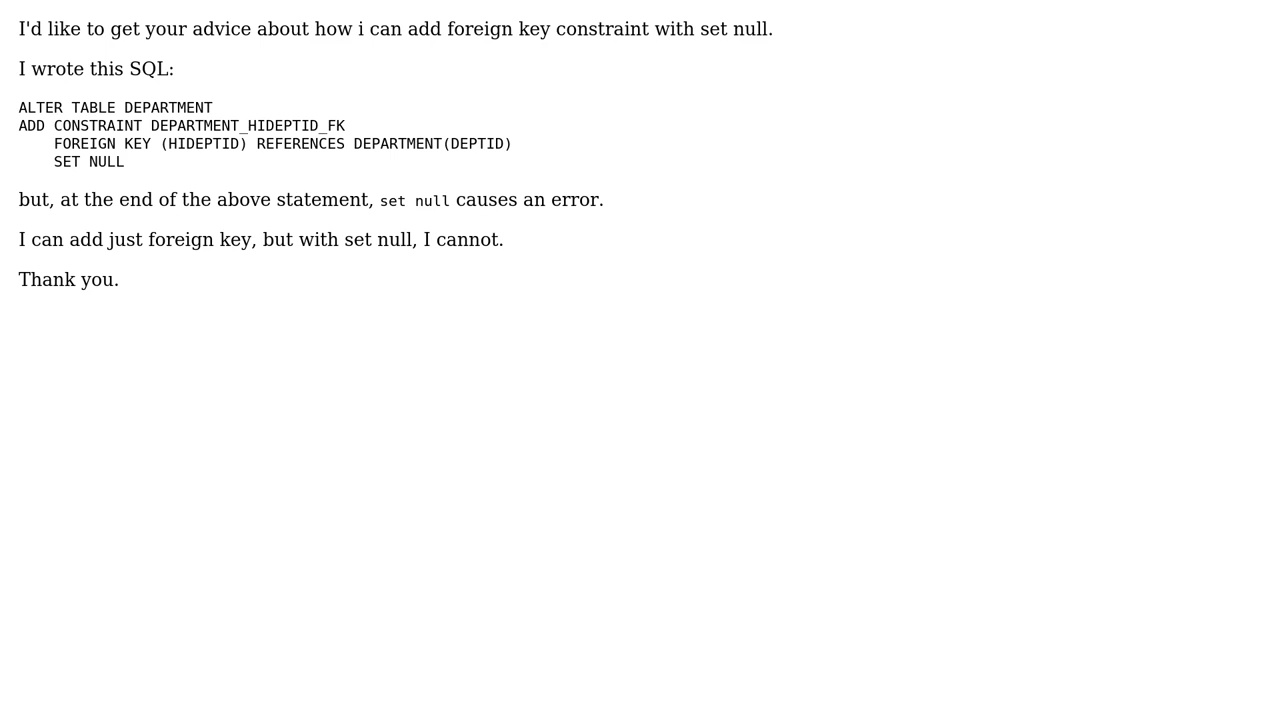 I'd like to get your advice about how i can add foreign key constraint with set null.
I wrote this SQL:
ALTER TABLE DEPARTMENT
ADD CONSTRAINT DEPARTMENT_HIDEPTID_FK
    FOREIGN KEY (HIDEPTID) REFERENCES DEPARTMENT(DEPTID)
    SET NULL
but, at the end of the above statement, set null causes an error.
I can add just foreign key, but with set null, I cannot.
Thank you.